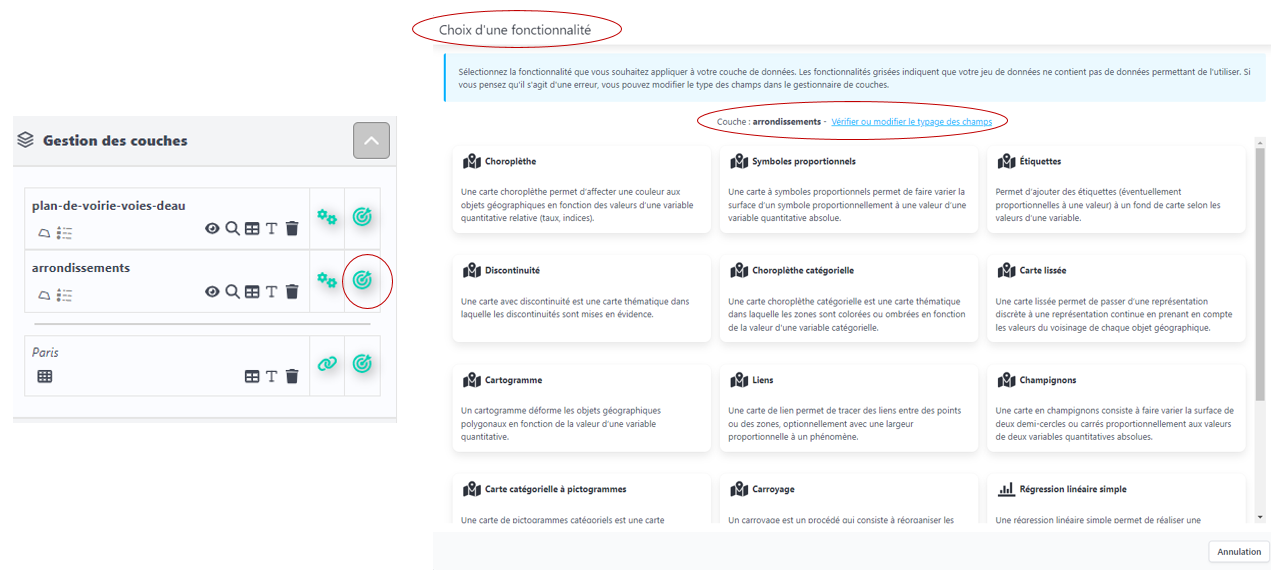 Gestion des couches
plan-de-voirie-voies-deau
arrondissements
Paris
Choix d'une fonctionnalité
Sélectionnez la fonctionnalité que vous souhaitez appliquer à votre couche de données. Les fonctionnalités grisées indiquent que votre jeu de données ne contient pas de données permettant de l'utiliser. Si
vous pensez qu'il s'agit d'une erreur, vous pouvez modifier le type des champs dans le gestionnaire de couches.
Couche : arrondissements - Vérifier ou modifier le typage des champs
Choroplèthe
Une carte choroplèthe permet d'affecter une couleur aux
objets géographiques en fonction des valeurs d'une variable
quantitative relative (taux, indices).
Symboles proportionnels
Une carte à symboles proportionnels permet de faire varier la
surface d'un symbole proportionnellement à une valeur d'une
variable quantitative absolue.
Étiquettes
Permet d'ajouter des étiquettes (éventuellement
proportionnelles à une valeur) à un fond de carte selon les
valeurs d'une variable.
Discontinuité
Une carte avec discontinuité est une carte thématique dans
laquelle les discontinuités sont mises en évidence.
Choroplèthe catégorielle
Une carte choroplèthe catégorielle est une carte thématique
dans laquelle les zones sont colorées ou ombrées en fonction
de la valeur d'une variable catégorielle.
Carte lissée
Une carte lissée permet de passer d'une représentation
discrète à une représentation continue en prenant en compte
les valeurs du voisinage de chaque objet géographique.
Cartogramme
Un cartogramme déforme les objets géographiques
polygonaux en fonction de la valeur d'une variable
quantitative.
Liens
Une carte de lien permet de tracer des liens entre des points
ou des zones, optionnellement avec une largeur
proportionnelle à un phénomène.
Champignons
Une carte en champignons consiste à faire varier la surface de
deux demi-cercles ou carrés proportionnellement aux valeurs
de deux variables quantitatives absolues.
Carte catégorielle à pictogrammes
Une carte de pictogrammes catégoriels est une carte
Carroyage
Un carroyage est un procédé qui consiste à réorganiser les
Régression linéaire simple
Une régression linéaire simple permet de réaliser une
Annulation